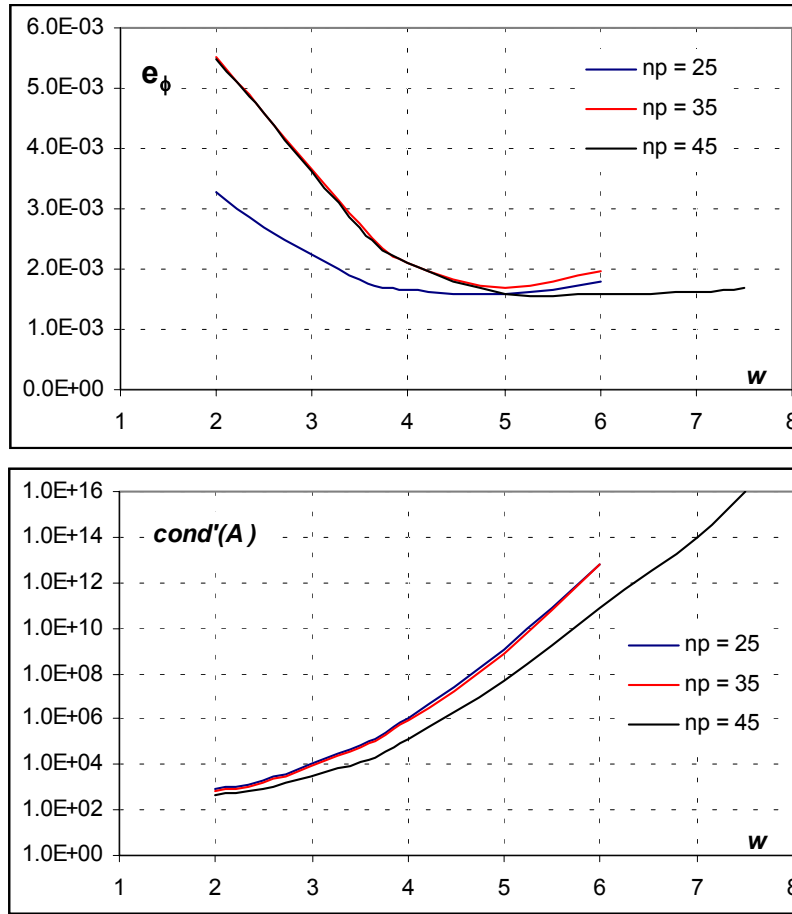 6.0E-03
eϕ
np = 25
5.0E-03
np = 35
4.0E-03
np = 45
3.0E-03
2.0E-03
1.0E-03
w
0.0E+00
1 2 3 4 5 6 7 8
1.0E+16
cond'(A)
1.0E+14
1.0E+12
1.0E+10
np = 25
1.0E+08
np = 35
1.0E+06
np = 45
1.0E+04
1.0E+02
w
1.0E+00
1 2 3 4 5 6 7 8